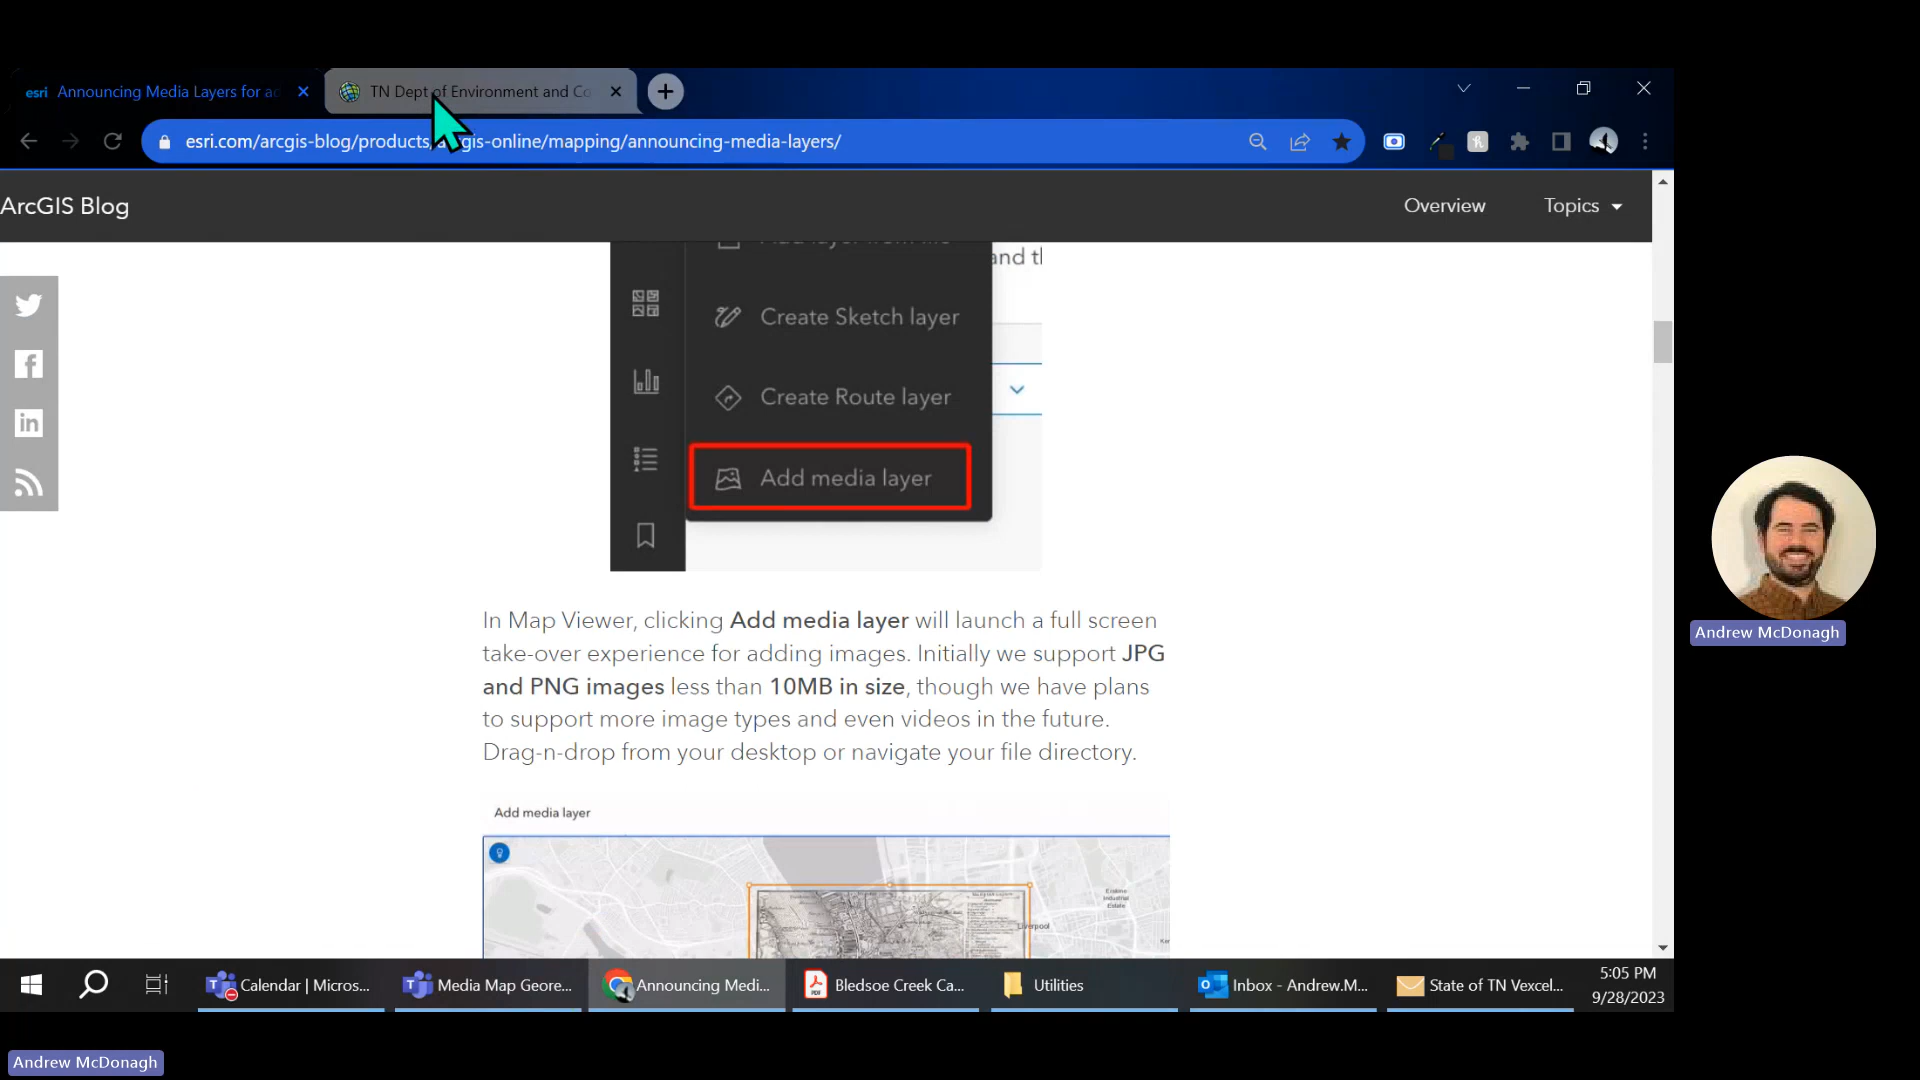 esri Announcing Media Layers for ad
TN Dept of Environment and Co
esri.com/arcgis-blog/products/arcgis-online/mapping/announcing-media-layers/
ArcGIS Blog
Overview
Topics
and th
Create Sketch layer
Create Route layer
Add media layer
In Map Viewer, clicking Add media layer will launch a full screen
take-over experience for adding images. Initially we support JPG
and PNG images less than 10MB in size, though we have plans
to support more image types and even videos in the future.
Drag-n-drop from your desktop or navigate your file directory.
Add media layer
Erskine
Industrial
Estate
Liverpool
Andrew McDonagh
Calendar | Micros...
Media Map Geore...
Announcing Medi...
Bledsoe Creek Ca...
Utilities
Inbox - Andrew.M...
State of TN Vexcel...
5:05 PM
9/28/2023
Andrew McDonagh